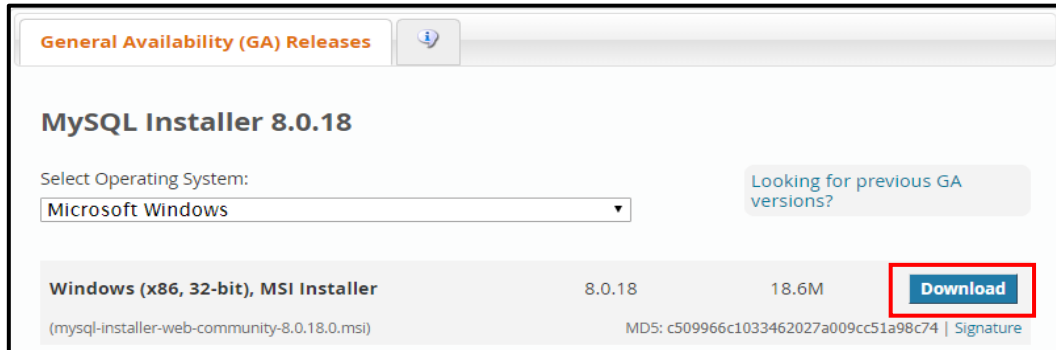 General Availability (GA) Releases
MySQL Installer 8.0.18
Select Operating System:
Microsoft Windows
Looking for previous GA
versions?
Windows (x86, 32-bit), MSI Installer 8.0.18 18.6M Download
(mysql-installer-web-community-8.0.18.0.msi) MD5: c509966c1033462027a009cc51a98c74 | Signature